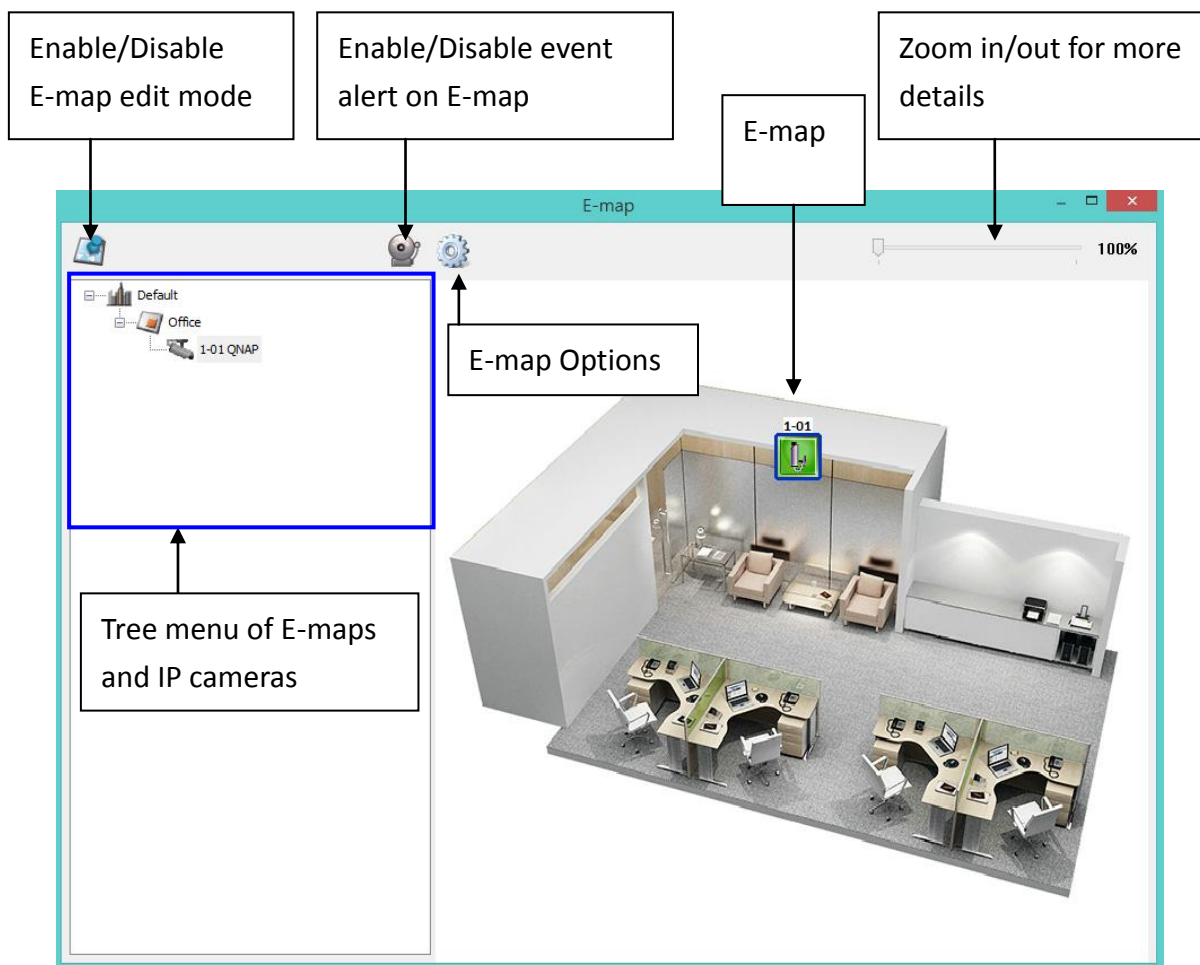 Enable/Disable
E-map edit mode
Enable/Disable event
alert on E-map
E-map
Zoom in/out for more
details
E-map
100%
Default
Office
1-01 QNAP
E-map Options
1-01
Tree menu of E-maps
and IP cameras